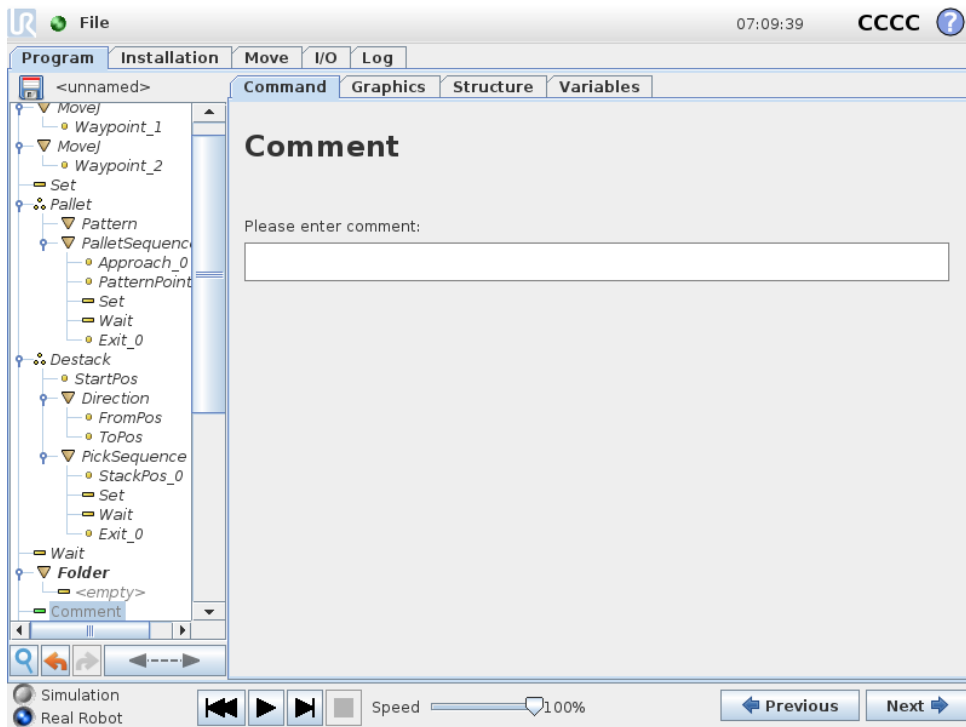 UR File 07:09:39 CCCC ?
Program Installation Move I/O Log
<unnamed>
Command Graphics Structure Variables
MoveJ
Waypoint_1
MoveJ
Waypoint_2
Set
Pallet
Pattern
PalletSequenc
Approach_0
PatternPoint
Set
Wait
Exit_0
Destack
StartPos
Direction
FromPos
ToPos
PickSequence
StackPos_0
Set
Wait
Exit_0
Wait
Folder
<empty>
Comment
Comment
Please enter comment:
Simulation
Real Robot
Speed 100%
Previous Next